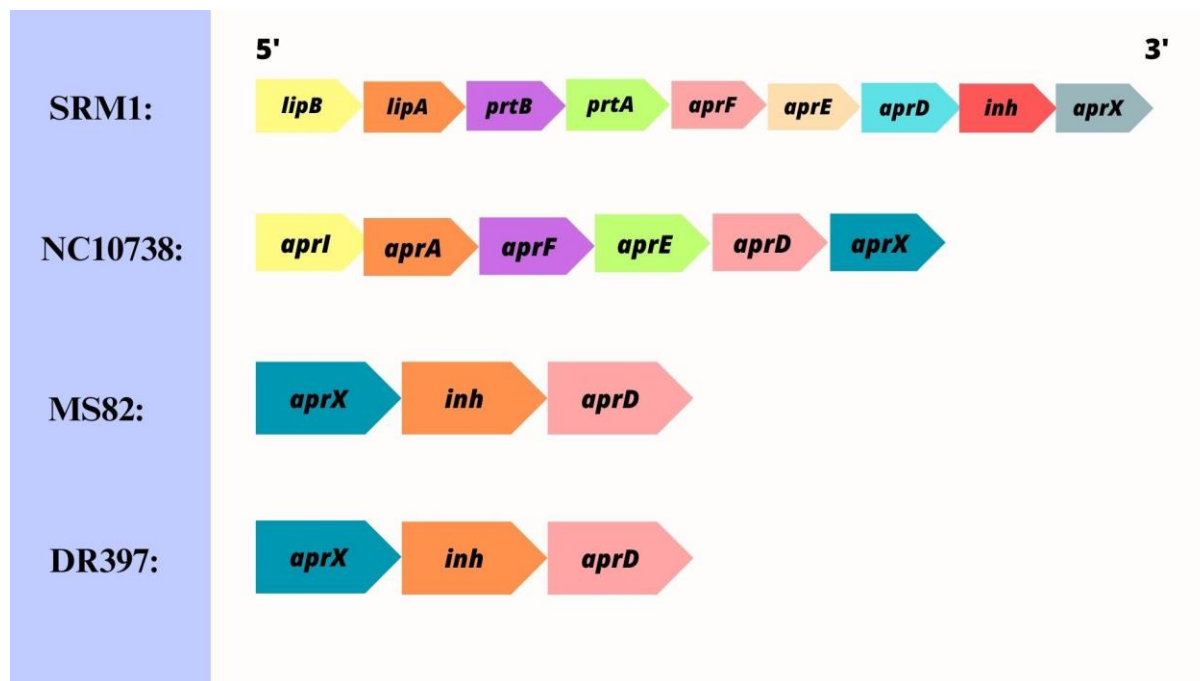 5' 3'
SRM1: lipB lipA prtB prtA aprF aprE aprD inh aprX
NC10738: aprI aprA aprF aprE aprD aprX
MS82: aprX inh aprD
DR397: aprX inh aprD